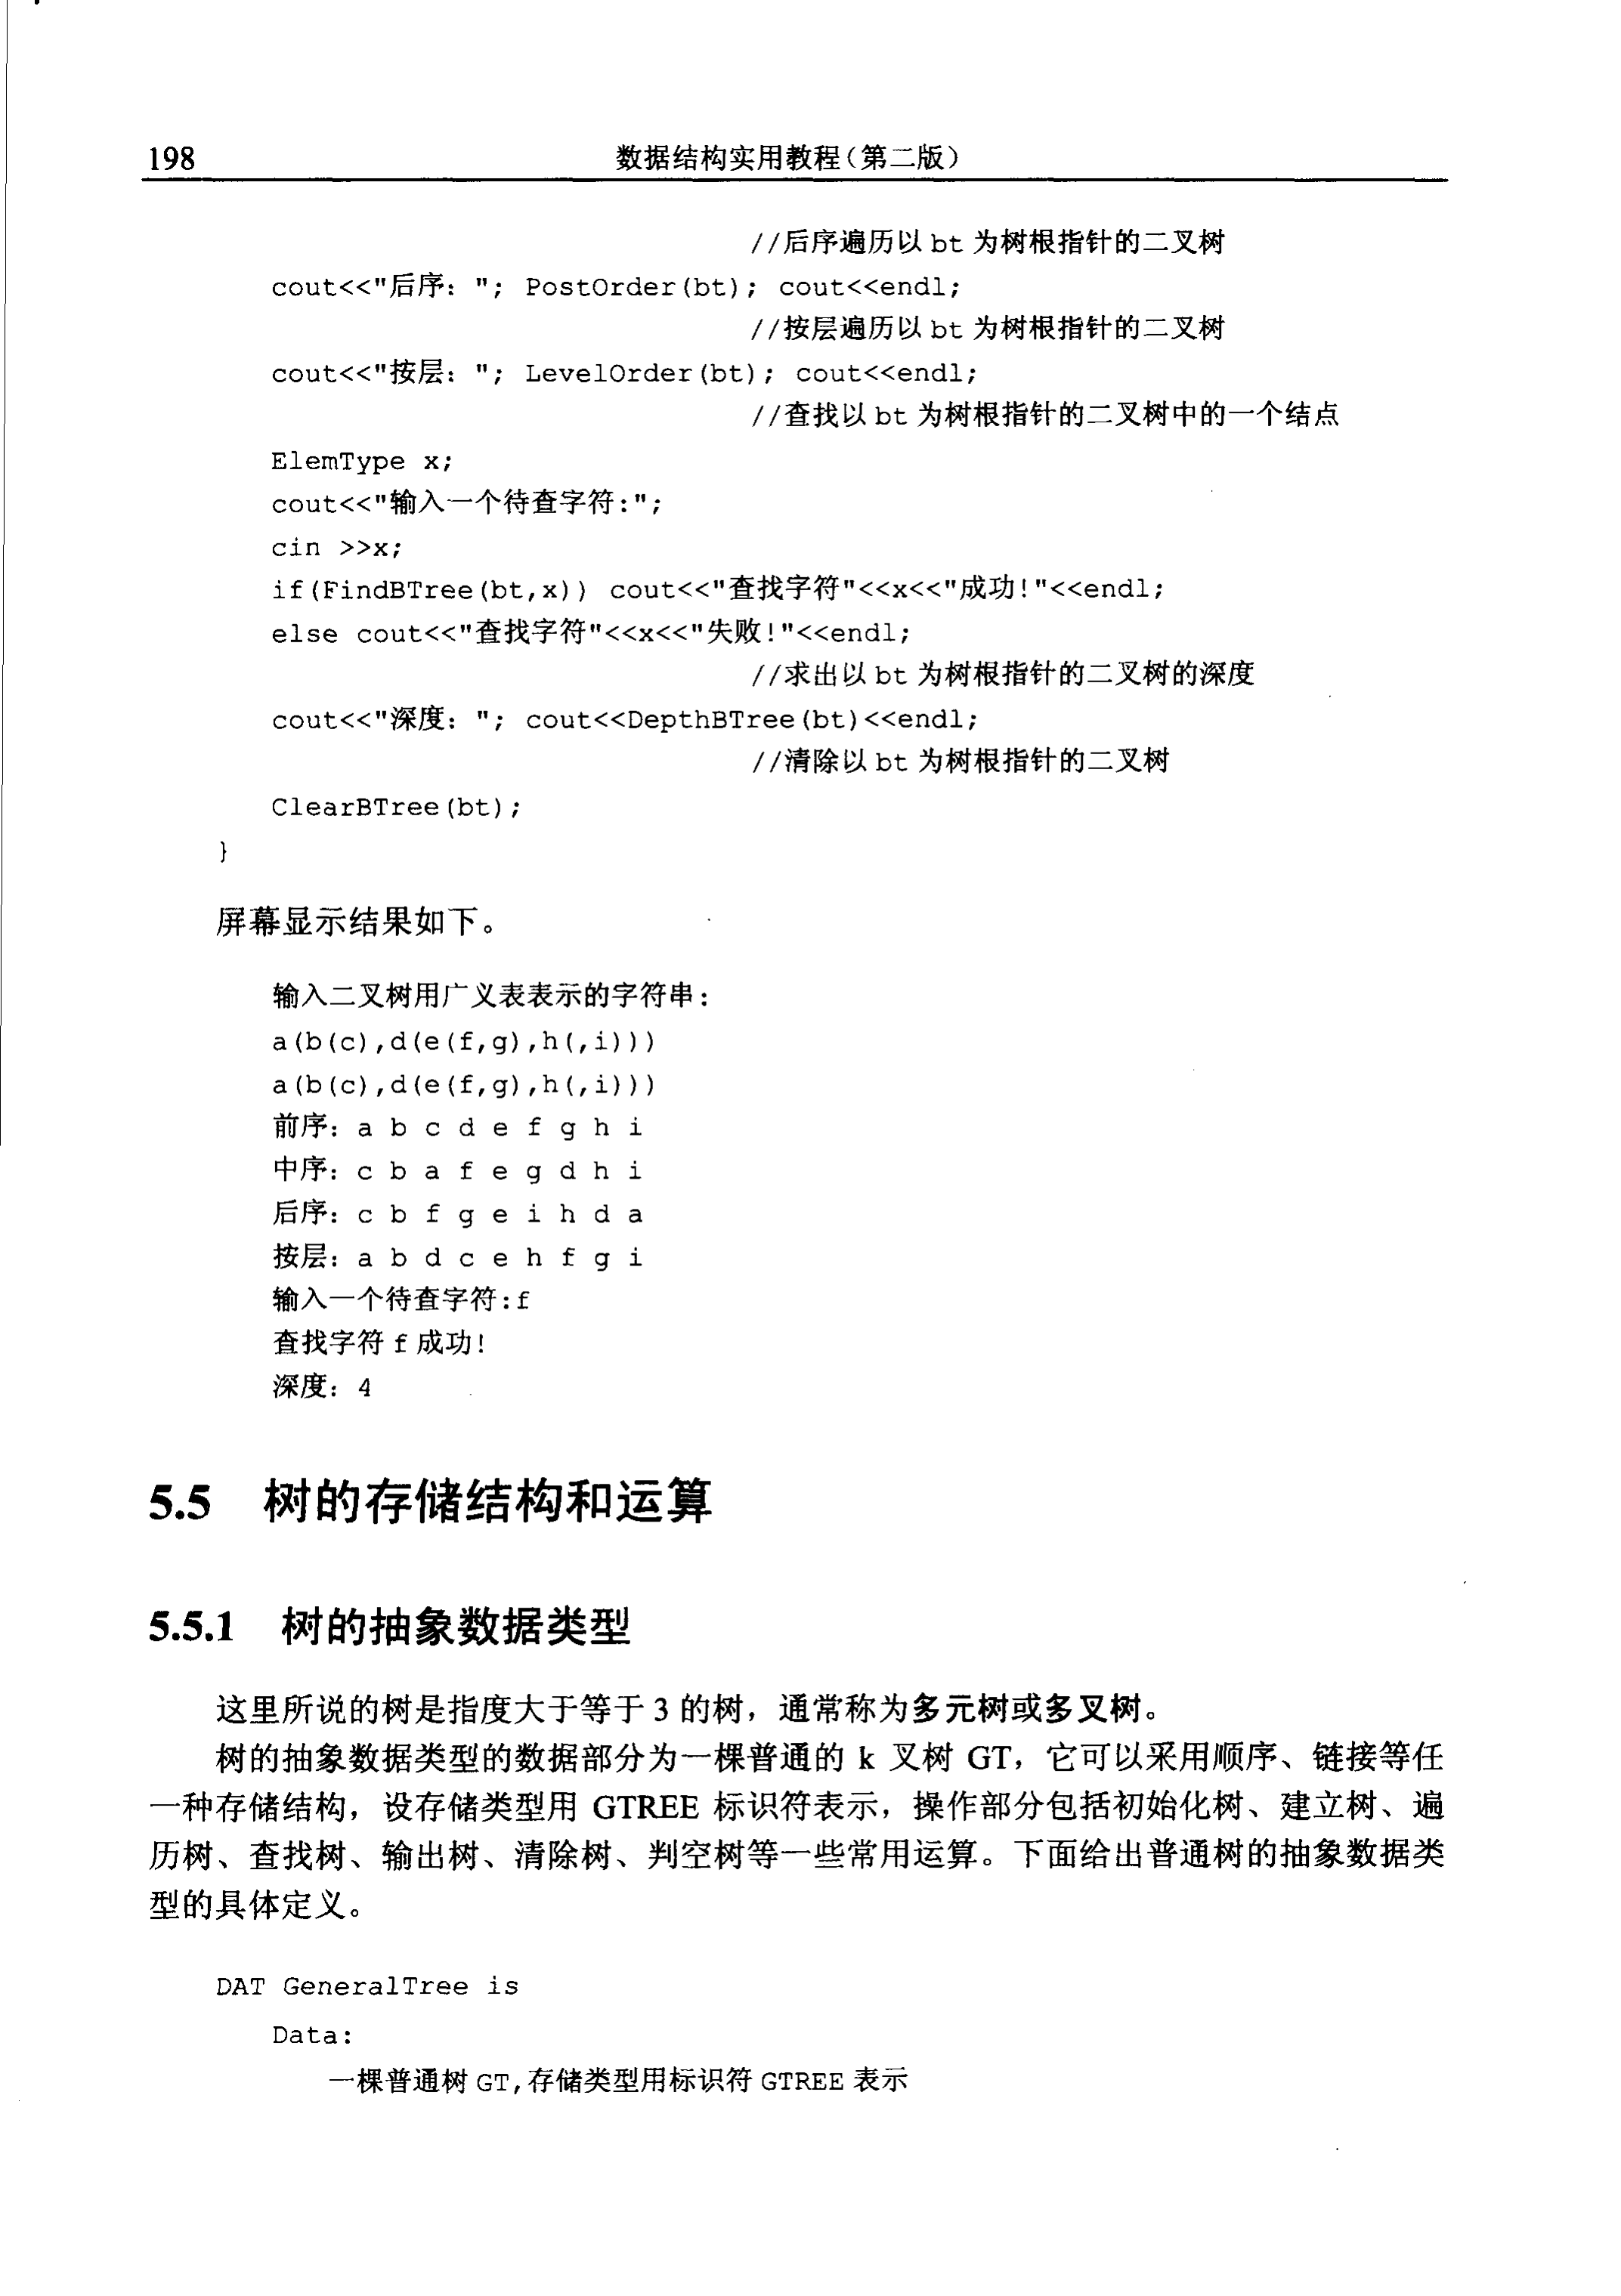 198
数据结构实用教程(第二版)
//后序遍历以 bt 为树根指针的二叉树
cout<<"后序: "; PostOrder(bt); cout<<endl;
//按层遍历以 bt 为树根指针的二叉树
cout<<"按层: "; LevelOrder(bt); cout<<endl;
//查找以 bt 为树根指针的二叉树中的一个结点
ElemType x;
cout<<"输入一个待查字符:";
cin >>x;
if(FindBTree(bt,x)) cout<<"查找字符"<<x<<"成功!"<<endl;
else cout<<"查找字符"<<x<<"失败!"<<endl;
//求出以 bt 为树根指针的二叉树的深度
cout<<"深度: "; cout<<DepthBTree(bt)<<endl;
//清除以 bt 为树根指针的二叉树
ClearBTree(bt);
}
屏幕显示结果如下。
输入二叉树用广义表表示的字符串:
a(b(c),d(e(f,g),h(,i)))
a(b(c),d(e(f,g),h(,i)))
前序: a b c d e f g h i
中序: c b a f e g d h i
后序: c b f g e i h d a
按层: a b d c e h f g i
输入一个待查字符:f
查找字符 f 成功!
深度: 4
5.5 树的存储结构和运算
5.5.1 树的抽象数据类型
这里所说的树是指度大于等于 3 的树，通常称为多元树或多叉树。
树的抽象数据类型的数据部分为一棵普通的 k 叉树 GT，它可以采用顺序、链接等任
一种存储结构，设存储类型用 GTREE 标识符表示，操作部分包括初始化树、建立树、遍
历树、查找树、输出树、清除树、判空树等一些常用运算。下面给出普通树的抽象数据类
型的具体定义。
DAT GeneralTree is
Data:
一棵普通树 GT,存储类型用标识符 GTREE 表示